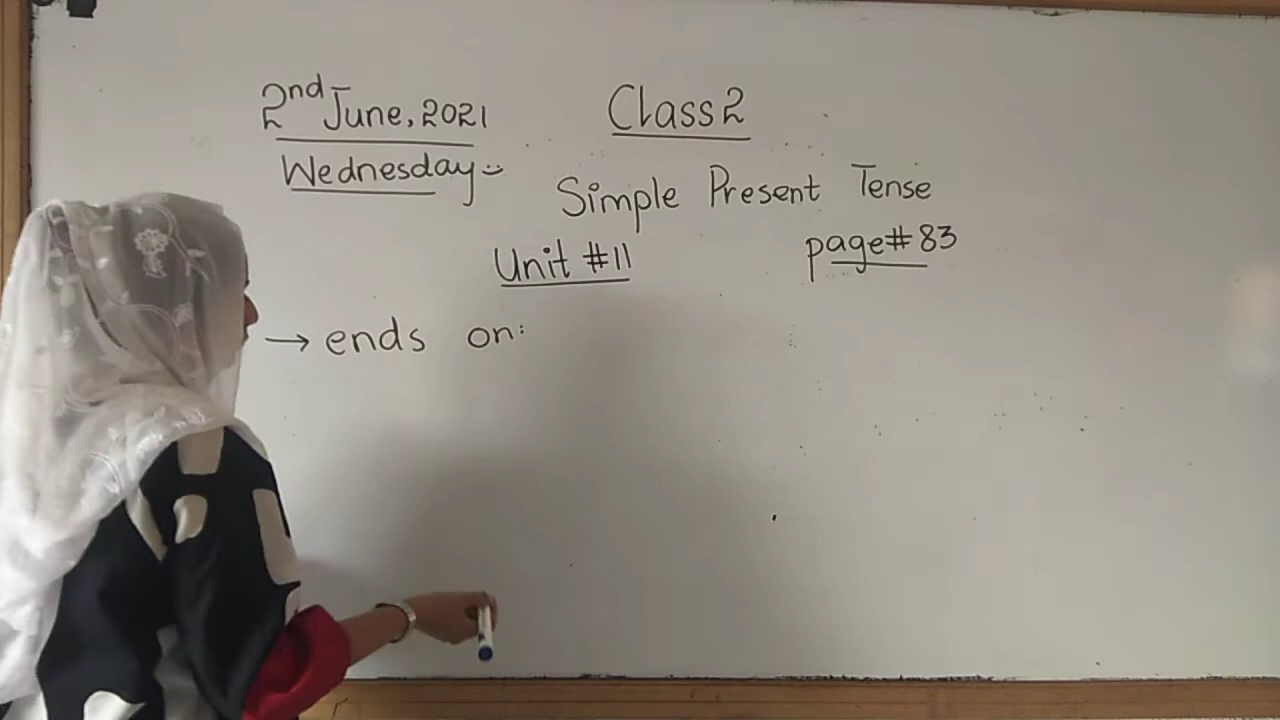 2nd June, 2021
Class 2
Wednesday
Simple Present Tense
Unit #11
page# 83
→ ends on: